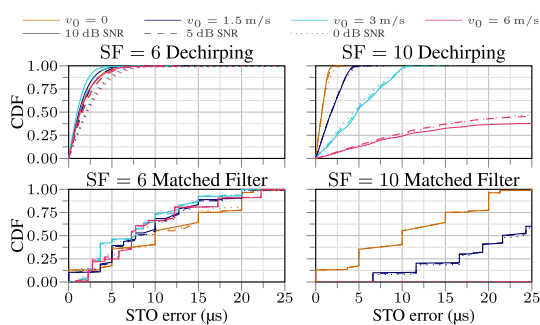 v₀ = 0 v₀ = 1.5 m/s v₀ = 3 m/s v₀ = 6 m/s
10 dB SNR 5 dB SNR 0 dB SNR
SF = 6 Dechirping SF = 10 Dechirping
CDF
1.00
0.75
0.50
0.25
0.00
SF = 6 Matched Filter SF = 10 Matched Filter
CDF
1.00
0.75
0.50
0.25
0.00
0 5 10 15 20 25 0 5 10 15 20 25
STO error (μs) STO error (μs)